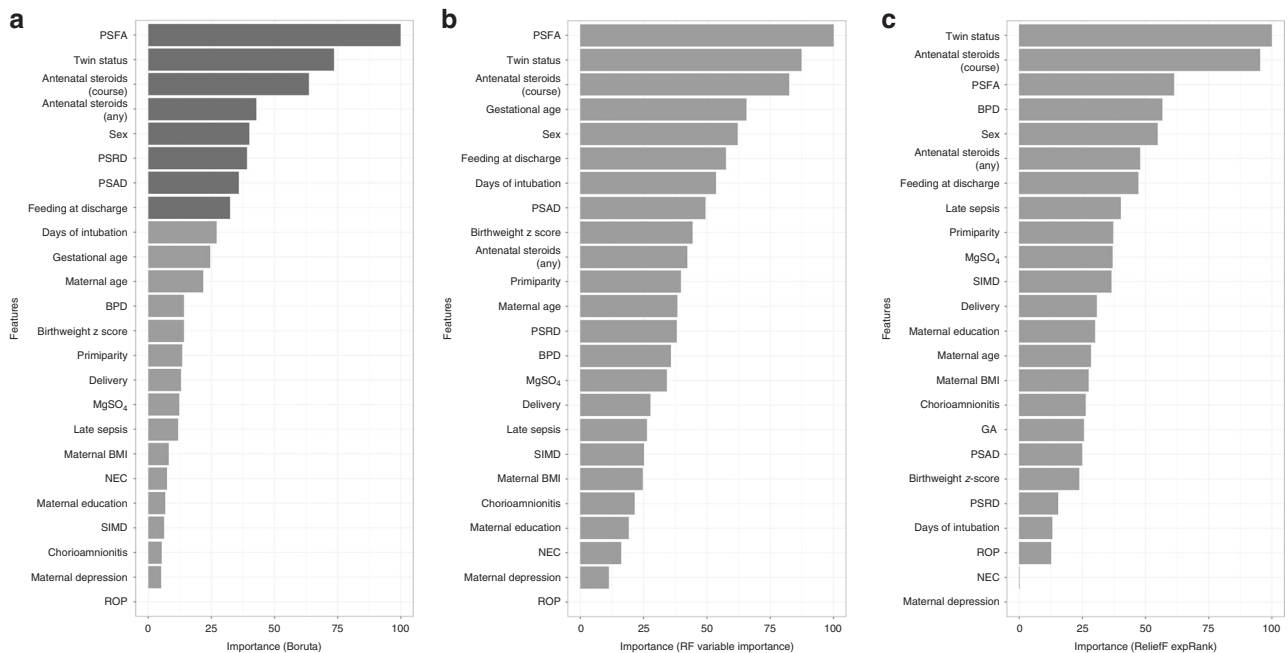 a
PSFA
Twin status
Antenatal steroids
(course)
Antenatal steroids
(any)
Sex
PSRD
PSAD
Feeding at discharge
Days of intubation
Gestational age
Maternal age
BPD
Birthweight z score
Primiparity
Delivery
MgSO₄
Late sepsis
Maternal BMI
NEC
Maternal education
SIMD
Chorioamnionitis
Maternal depression
ROP
Features
0 25 50 75 100
Importance (Boruta)
b
PSFA
Twin status
Antenatal steroids
(course)
Gestational age
Sex
Feeding at discharge
Days of intubation
PSAD
Birthweight z score
Antenatal steroids
(any)
Primiparity
Maternal age
PSRD
BPD
MgSO₄
Delivery
Late sepsis
SIMD
Maternal BMI
Chorioamnionitis
Maternal education
NEC
Maternal depression
ROP
Features
0 25 50 75 100
Importance (RF variable importance)
c
Twin status
Antenatal steroids
(course)
PSFA
BPD
Sex
Antenatal steroids
(any)
Feeding at discharge
Late sepsis
Primiparity
MgSO₄
SIMD
Delivery
Maternal education
Maternal age
Maternal BMI
Chorioamnionitis
GA
PSAD
Birthweight z-score
PSRD
Days of intubation
ROP
NEC
Maternal depression
Features
0 25 50 75 100
Importance (ReliefF expRank)